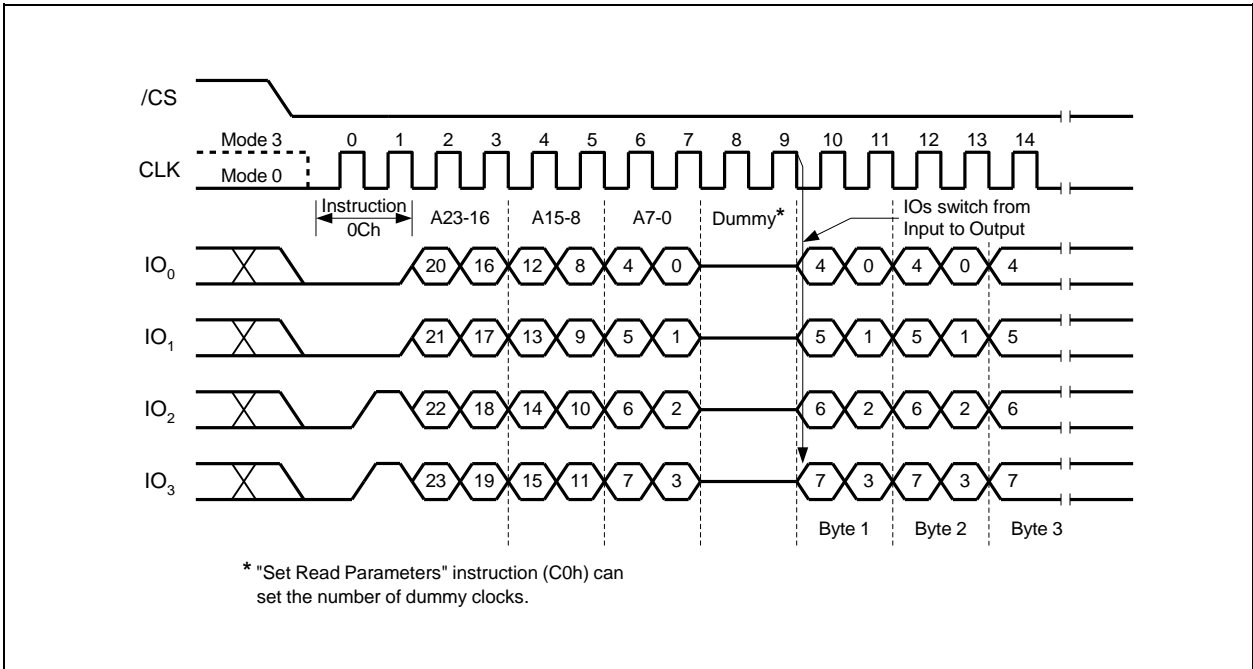 /CS
Mode 3 0 1 2 3 4 5 6 7 8 9 10 11 12 13 14
CLK
Mode 0
Instruction A23-16 A15-8 A7-0 Dummy* IOs switch from
0Ch Input to Output
IO0 20 16 12 8 4 0 4 0 4 0 4
IO1 21 17 13 9 5 1 5 1 5 1 5
IO2 22 18 14 10 6 2 6 2 6 2 6
IO3 23 19 15 11 7 3 7 3 7 3 7
Byte 1 Byte 2 Byte 3
* "Set Read Parameters" instruction (C0h) can
set the number of dummy clocks.